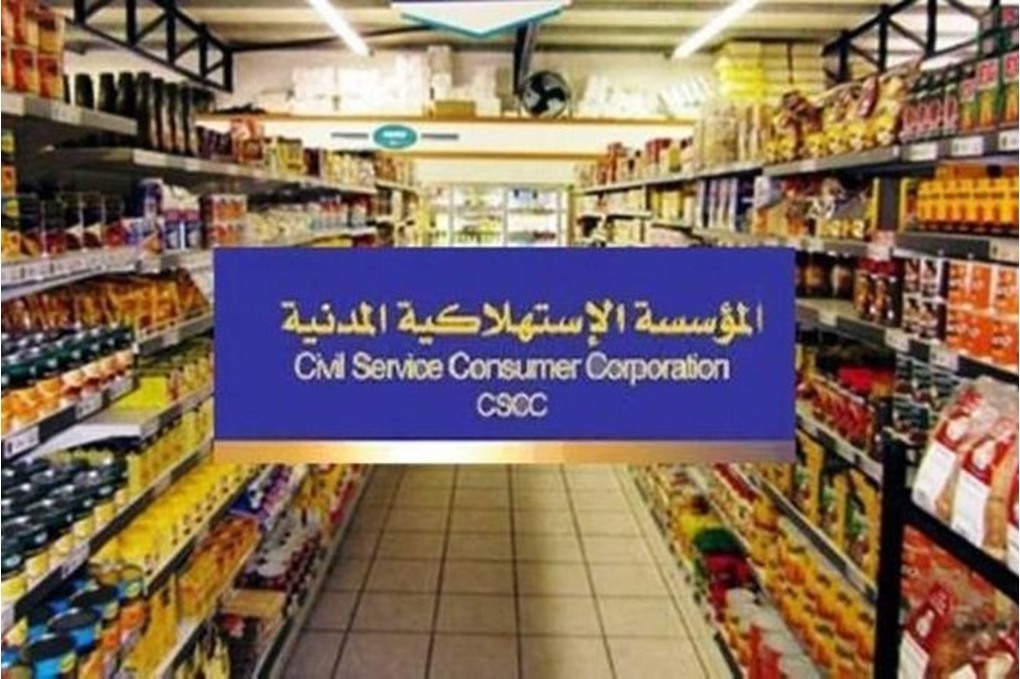 المؤسسة الإستهلاكية المدنية
Civil Service Consumer Corporation
CSCC